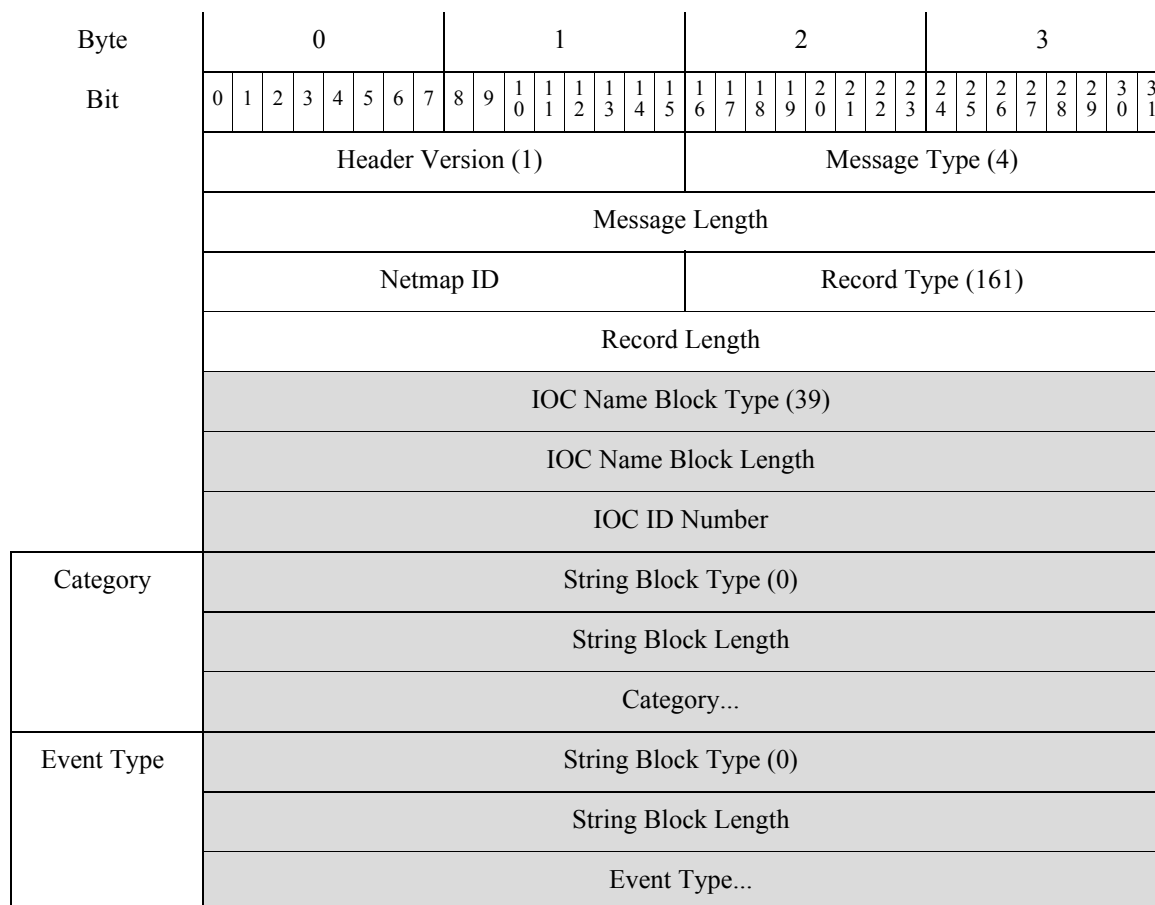 Byte 0 1 2 3
Bit 0 1 2 3 4 5 6 7 8 9 10 11 12 13 14 15 16 17 18 19 20 21 22 23 24 25 26 27 28 29 30 31
Header Version (1) Message Type (4)
Message Length
Netmap ID Record Type (161)
Record Length
IOC Name Block Type (39)
IOC Name Block Length
IOC ID Number
Category String Block Type (0)
String Block Length
Category...
Event Type String Block Type (0)
String Block Length
Event Type...